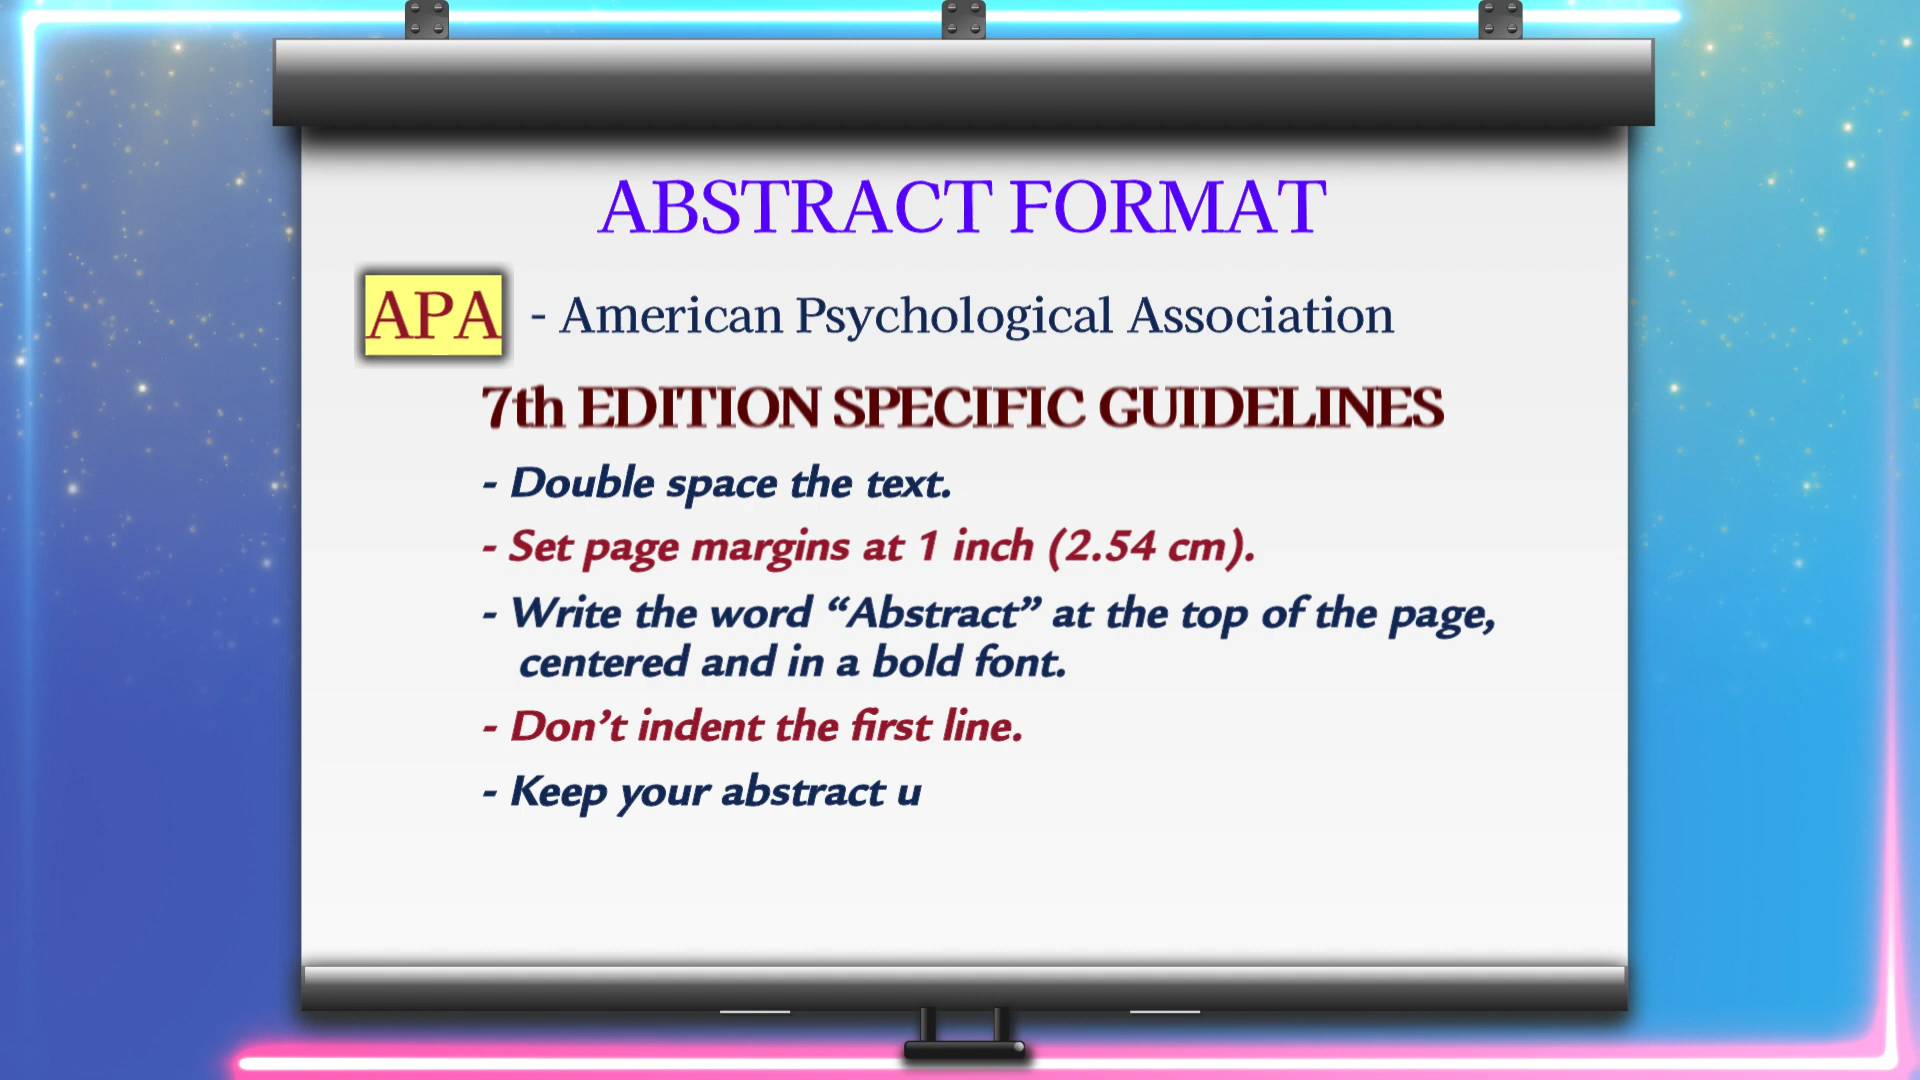 ABSTRACT FORMAT
APA - American Psychological Association
7th EDITION SPECIFIC GUIDELINES
- Double space the text.
- Set page margins at 1 inch (2.54 cm).
- Write the word “Abstract” at the top of the page,
centered and in a bold font.
- Don’t indent the first line.
- Keep your abstract u